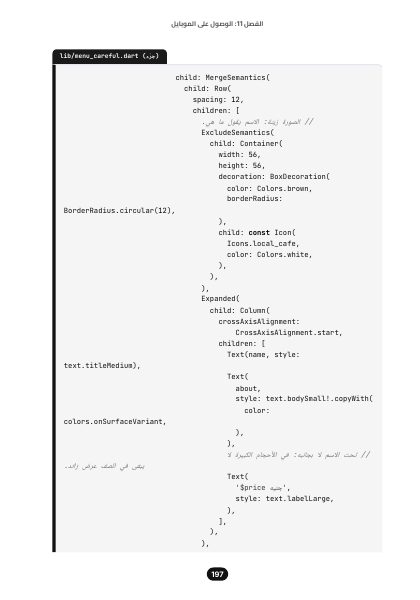 الفصل 11: الوصول على الموبايل
lib/menu_careful.dart (جزء)
child: MergeSemantics(
child: Row(
spacing: 12,
children: [
// الصورة زينة: الاسم يقول ما هي.
ExcludeSemantics(
child: Container(
width: 56,
height: 56,
decoration: BoxDecoration(
color: Colors.brown,
borderRadius:
BorderRadius.circular(12),
),
child: const Icon(
Icons.local_cafe,
color: Colors.white,
),
),
),
Expanded(
child: Column(
crossAxisAlignment:
CrossAxisAlignment.start,
children: [
Text(name, style:
text.titleMedium),
Text(
about,
style: text.bodySmall!.copyWith(
color:
colors.onSurfaceVariant,
),
),
// تحت الاسم لا بجانبه: في الأحجام الكبيرة لا
يبقى في الصف عرض زائد.
Text(
'$price جنيه',
style: text.labelLarge,
),
],
),
),
197